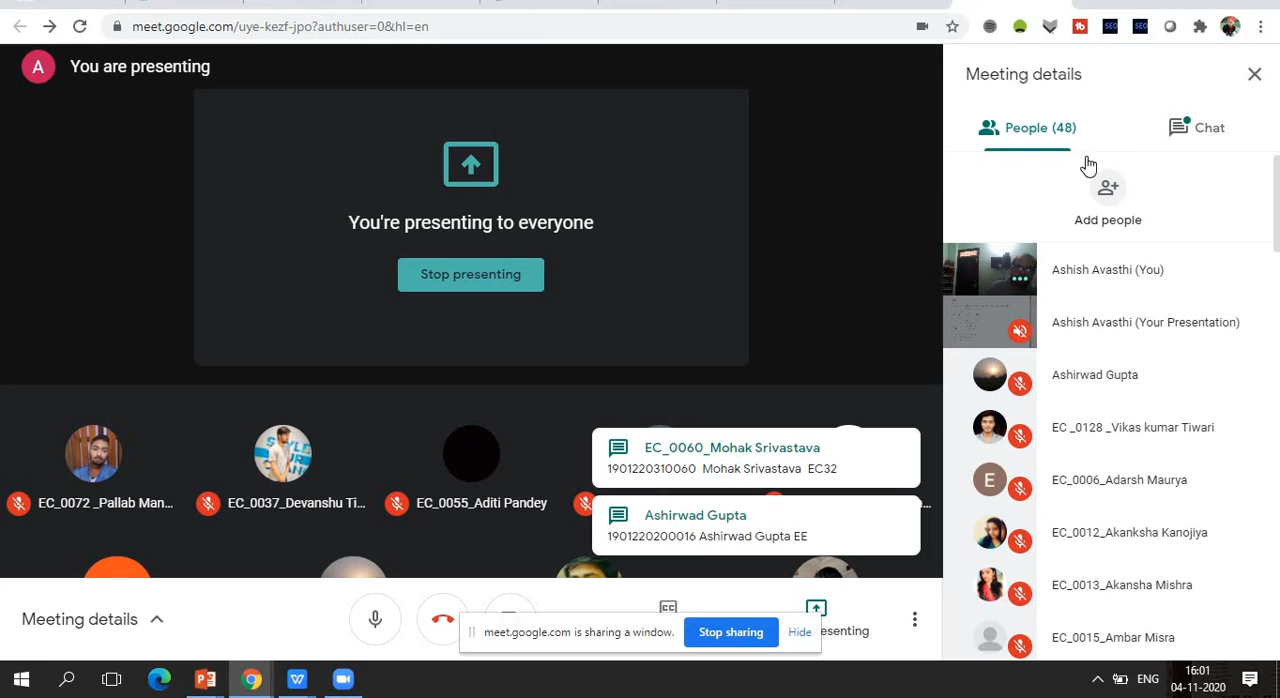 meet.google.com/uye-kezf-jpo?authuser=0&hl=en
SEO
SEO
A
You are presenting
You're presenting to everyone
Stop presenting
Meeting details
People (48)
Chat
Add people
Ashish Avasthi (You)
Ashish Avasthi (Your Presentation)
Ashirwad Gupta
EC _0128 _Vikas kumar Tiwari
E
EC_0006_Adarsh Maurya
EC_0012_Akanksha Kanojiya
EC_0013_Akansha Mishra
EC_0015_Ambar Misra
EC_0072 _Pallab Man...
EC_0037_Devanshu Ti...
EC_0055_Aditi Pandey
EC_0060_Mohak Srivastava
1901220310060 Mohak Srivastava EC32
Ashirwad Gupta
1901220200016 Ashirwad Gupta EE
Meeting details
meet.google.com is sharing a window.
Stop sharing
Hide
ENG
16:01
04-11-2020